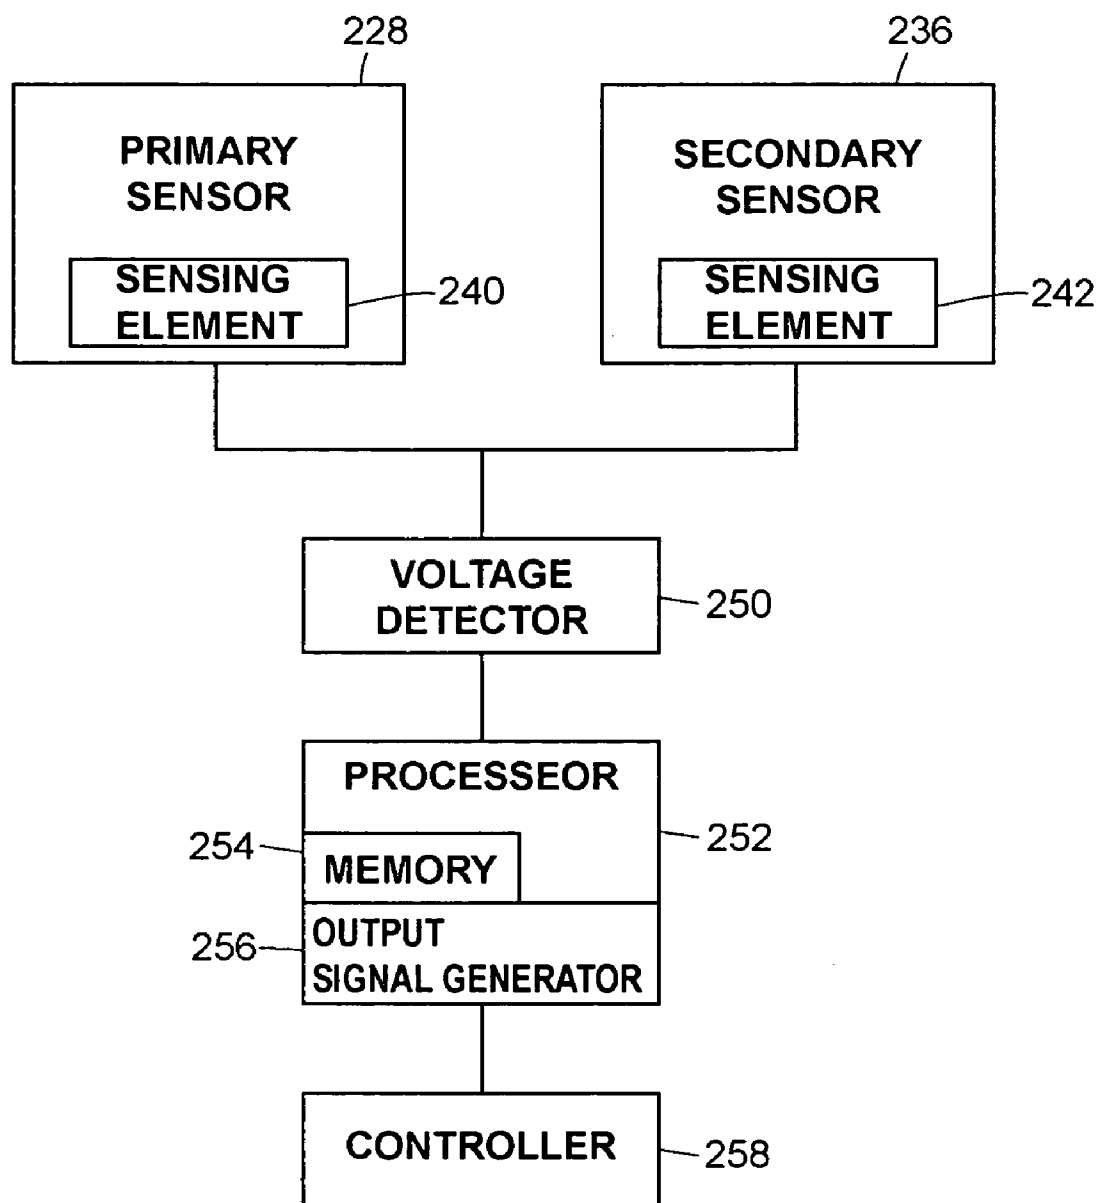 228
236
PRIMARY
SENSOR
SECONDARY
SENSOR
SENSING
ELEMENT
240
SENSING
ELEMENT
242
VOLTAGE
DETECTOR
250
PROCESSEOR
252
254
MEMORY
256
OUTPUT
SIGNAL GENERATOR
CONTROLLER
258